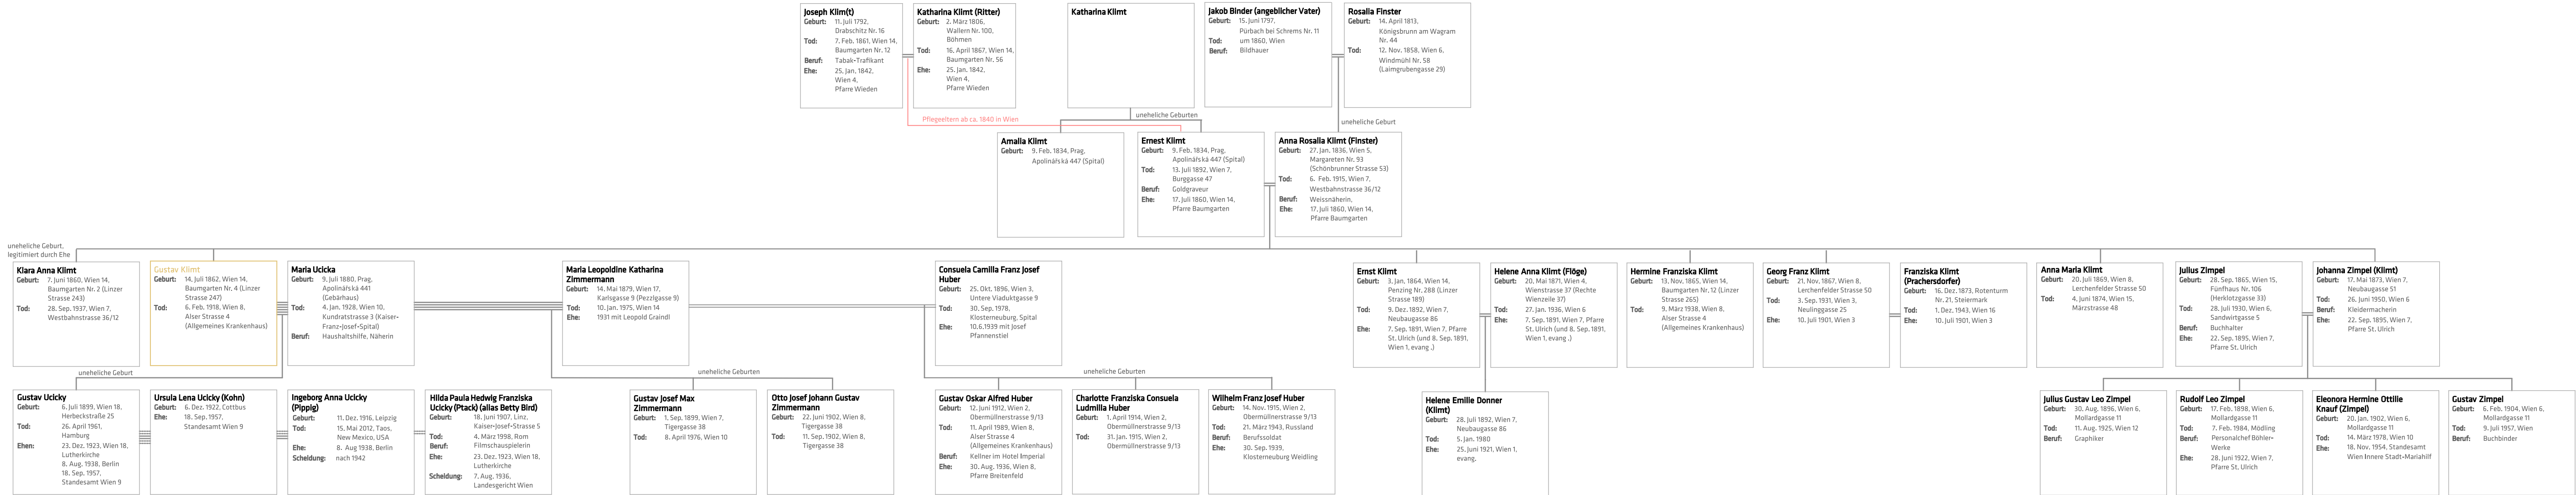 Joseph Klim(t)
Geburt: 11. Juli 1792,
Drabschitz Nr. 16
Tod: 7. Feb. 1861, Wien 14,
Baumgarten Nr. 12
Beruf: Tabak-Trafikant
Ehe: 25. Jan. 1842,
Wien 4,
Pfarre Wieden
Katharina Klimt (Ritter)
Geburt: 2. März 1806,
Wallern Nr. 100,
Böhmen
Tod: 16. April 1867, Wien 14,
Baumgarten Nr. 56
Ehe: 25. Jan. 1842,
Wien 4,
Pfarre Wieden
Katharina Klimt
Jakob Binder (angeblicher Vater)
Geburt: 15. Juni 1797,
Pürbach bei Schrems Nr. 11
Tod: um 1860, Wien
Beruf: Bildhauer
Rosalia Finster
Geburt: 14. April 1813,
Königsbrunn am Wagram
Nr. 44
Tod: 12. Nov. 1858, Wien 6,
Windmühl Nr. 58
(Laimgrubengasse 29)
Pflegeeltern ab ca. 1840 in Wien
uneheliche Geburten
uneheliche Geburt
Amalia Klimt
Geburt: 9. Feb. 1834, Prag,
Apolinářská 447 (Spital)
Ernest Klimt
Geburt: 9. Feb. 1834, Prag,
Apolinářská 447 (Spital)
Tod: 13. Juli 1892, Wien 7,
Burggasse 47
Beruf: Goldgraveur
Ehe: 17. Juli 1860, Wien 14,
Pfarre Baumgarten
Anna Rosalia Klimt (Finster)
Geburt: 27. Jan. 1836, Wien 5,
Margareten Nr. 93
(Schönbrunner Strasse 53)
Tod: 6. Feb. 1915, Wien 7,
Westbahnstrasse 36/12
Beruf: Weissnäherin,
Ehe: 17. Juli 1860, Wien 14,
Pfarre Baumgarten
uneheliche Geburt,
legitimiert durch Ehe
Klara Anna Klimt
Geburt: 7. Juni 1860, Wien 14,
Baumgarten Nr. 2 (Linzer
Strasse 243)
Tod: 28. Sep. 1937, Wien 7,
Westbahnstrasse 36/12
Gustav Klimt
Geburt: 14. Juli 1862, Wien 14,
Baumgarten Nr. 4 (Linzer
Strasse 247)
Tod: 6. Feb. 1918, Wien 8,
Alser Strasse 4
(Allgemeines Krankenhaus)
Maria Ucicka
Geburt: 9. Juli 1880. Prag,
Apolinářská 441
(Gebärhaus)
Tod: 4. Jan. 1928, Wien 10,
Kundratstrasse 3 (Kaiser-
Franz-Josef-Spital)
Beruf: Haushaltshilfe, Näherin
Maria Leopoldine Katharina
Zimmermann
Geburt: 14. Mai 1879, Wien 17,
Karlsgasse 9 (Pezzlgasse 9)
Tod: 10. Jan. 1975, Wien 14
Ehe: 1931 mit Leopold Graindl
Consuela Camilla Franz Josef
Huber
Geburt: 25. Okt. 1896, Wien 3,
Untere Viaduktgasse 9
Tod: 30. Sep. 1978,
Klosterneuburg, Spital
Ehe: 10.6.1939 mit Josef
Pfannenstiel
Ernst Klimt
Geburt: 3. Jan. 1864, Wien 14,
Penzing Nr. 288 (Linzer
Strasse 189)
Tod: 9. Dez. 1892, Wien 7,
Neubaugasse 86
Ehe: 7. Sep. 1891, Wien 7, Pfarre
St. Ulrich (und 8. Sep. 1891,
Wien 1, evang .)
Helene Anna Klimt (Flöge)
Geburt: 20. Mai 1871, Wien 4,
Wienstrasse 37 (Rechte
Wienzeile 37)
Tod: 27. Jan. 1936, Wien 6
Ehe: 7. Sep. 1891, Wien 7, Pfarre
St. Ulrich (und 8. Sep. 1891,
Wien 1, evang .)
Hermine Franziska Klimt
Geburt: 13. Nov. 1865, Wien 14,
Baumgarten Nr. 12 (Linzer
Strasse 265)
Tod: 9. März 1938, Wien 8,
Alser Strasse 4
(Allgemeines Krankenhaus)
Georg Franz Klimt
Geburt: 21. Nov. 1867, Wien 8,
Lerchenfelder Strasse 50
Tod: 3. Sep. 1931, Wien 3,
Neulinggasse 25
Ehe: 10. Juli 1901, Wien 3
Franziska Klimt
(Prachersdorfer)
Geburt: 16. Dez. 1873, Rotenturm
Nr. 21, Steiermark
Tod: 1. Dez. 1943, Wien 16
Ehe: 10. Juli 1901, Wien 3
Anna Maria Klimt
Geburt: 20. Juli 1869, Wien 8,
Lerchenfelder Strasse 50
Tod: 4. Juni 1874, Wien 15,
Märzstrasse 48
Julius Zimpel
Geburt: 28. Sep. 1865, Wien 15,
Fünfhaus Nr. 106
(Herklotzgasse 33)
Tod: 28. Juli 1930, Wien 6,
Sandwirtgasse 5
Beruf: Buchhalter
Ehe: 22. Sep. 1895, Wien 7,
Pfarre St. Ulrich
Johanna Zimpel (Klimt)
Geburt: 17. Mai 1873, Wien 7,
Neubaugasse 51
Tod: 26. Juni 1950, Wien 6
Beruf: Kleidermacherin
Ehe: 22. Sep. 1895, Wien 7,
Pfarre St. Ulrich
uneheliche Geburt
uneheliche Geburten
uneheliche Geburten
Gustav Ucicky
Geburt: 6. Juli 1899, Wien 18,
Herbeckstraße 25
Tod: 26. April 1961,
Hamburg
Ehen: 23. Dez. 1923, Wien 18,
Lutherkirche
8. Aug. 1938, Berlin
18. Sep. 1957,
Standesamt Wien 9
Ursula Lena Ucicky (Kohn)
Geburt: 6. Dez. 1922, Cottbus
Ehe: 18. Sep. 1957,
Standesamt Wien 9
Ingeborg Anna Ucicky
(Pippig)
Geburt: 11. Dez. 1916, Leipzig
Tod: 15. Mai 2012, Taos,
New Mexico, USA
Ehe: 8. Aug 1938, Berlin
Scheidung: nach 1942
Hilda Paula Hedwig Franziska
Ucicky (Ptack) (alias Betty Bird)
Geburt: 18. Juni 1907, Linz,
Kaiser-Josef-Strasse 5
Tod: 4. März 1998, Rom
Beruf: Filmschauspielerin
Ehe: 23. Dez. 1923, Wien 18,
Lutherkirche
Scheidung: 7. Aug. 1936,
Landesgericht Wien
Gustav Josef Max
Zimmermann
Geburt: 1. Sep. 1899, Wien 7,
Tigergasse 38
Tod: 8. April 1976, Wien 10
Otto Josef Johann Gustav
Zimmermann
Geburt: 22. Juni 1902, Wien 8,
Tigergasse 38
Tod: 11. Sep. 1902, Wien 8,
Tigergasse 38
Gustav Oskar Alfred Huber
Geburt: 12. Juni 1912, Wien 2,
Obermüllnerstrasse 9/13
Tod: 11. April 1989, Wien 8,
Alser Strasse 4
(Allgemeines Krankenhaus)
Beruf: Kellner im Hotel Imperial
Ehe: 30. Aug. 1936, Wien 8,
Pfarre Breitenfeld
Charlotte Franziska Consuela
Ludmilla Huber
Geburt: 1. April 1914, Wien 2,
Obermüllnerstrasse 9/13
Tod: 31. Jan. 1915, Wien 2,
Obermüllnerstrasse 9/13
Wilhelm Franz Josef Huber
Geburt: 14. Nov. 1915, Wien 2,
Obermüllnerstrasse 9/13
Tod: 21. März 1943, Russland
Beruf: Berufssoldat
Ehe: 30. Sep. 1939,
Klosterneuburg Weidling
Helene Emilie Donner
(Klimt)
Geburt: 28. Juli 1892, Wien 7,
Neubaugasse 86
Tod: 5. Jan. 1980
Ehe: 25. Juni 1921, Wien 1,
evang.
Julius Gustav Leo Zimpel
Geburt: 30. Aug. 1896, Wien 6,
Mollardgasse 11
Tod: 11. Aug. 1925, Wien 12
Beruf: Graphiker
Rudolf Leo Zimpel
Geburt: 17. Feb. 1898, Wien 6,
Mollardgasse 11
Tod: 7. Feb. 1984, Mödling
Beruf: Personalchef Böhler-
Werke
Ehe: 28. Juni 1922, Wien 7,
Pfarre St. Ulrich
Eleonora Hermine Ottilie
Knauf (Zimpel)
Geburt: 20. Jan. 1902, Wien 6,
Mollardgasse 11
Tod: 14. März 1978, Wien 10
Ehe: 18. Nov. 1954, Standesamt
Wien Innere Stadt-Mariahilf
Gustav Zimpel
Geburt: 6. Feb. 1904, Wien 6,
Mollardgasse 11
Tod: 9. Juli 1957, Wien
Beruf: Buchbinder